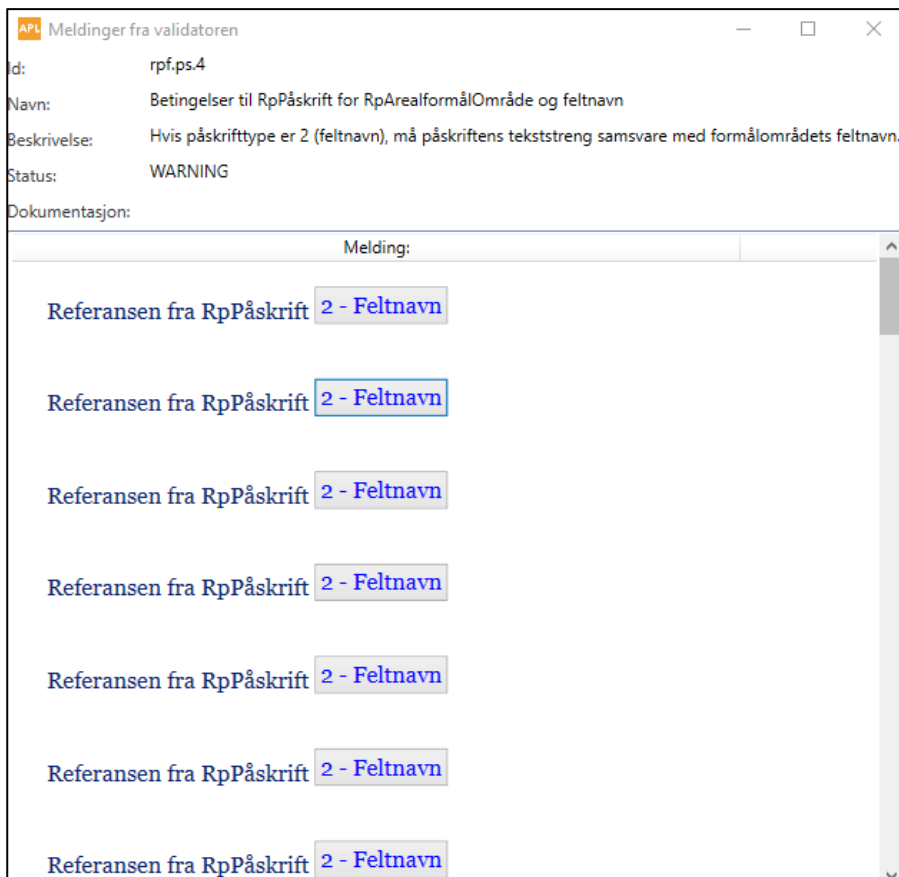 APL Meldinger fra validatoren
Id: rpf.ps.4
Navn: Betingelser til RpPåskrift for RpArealformålOmråde og feltnavn
Beskrivelse: Hvis påskrifttype er 2 (feltnavn), må påskriftens tekststreng samsvare med formålområdets feltnavn.
Status: WARNING
Dokumentasjon:
Melding:
Referansen fra RpPåskrift 2 - Feltnavn
Referansen fra RpPåskrift 2 - Feltnavn
Referansen fra RpPåskrift 2 - Feltnavn
Referansen fra RpPåskrift 2 - Feltnavn
Referansen fra RpPåskrift 2 - Feltnavn
Referansen fra RpPåskrift 2 - Feltnavn
Referansen fra RpPåskrift 2 - Feltnavn